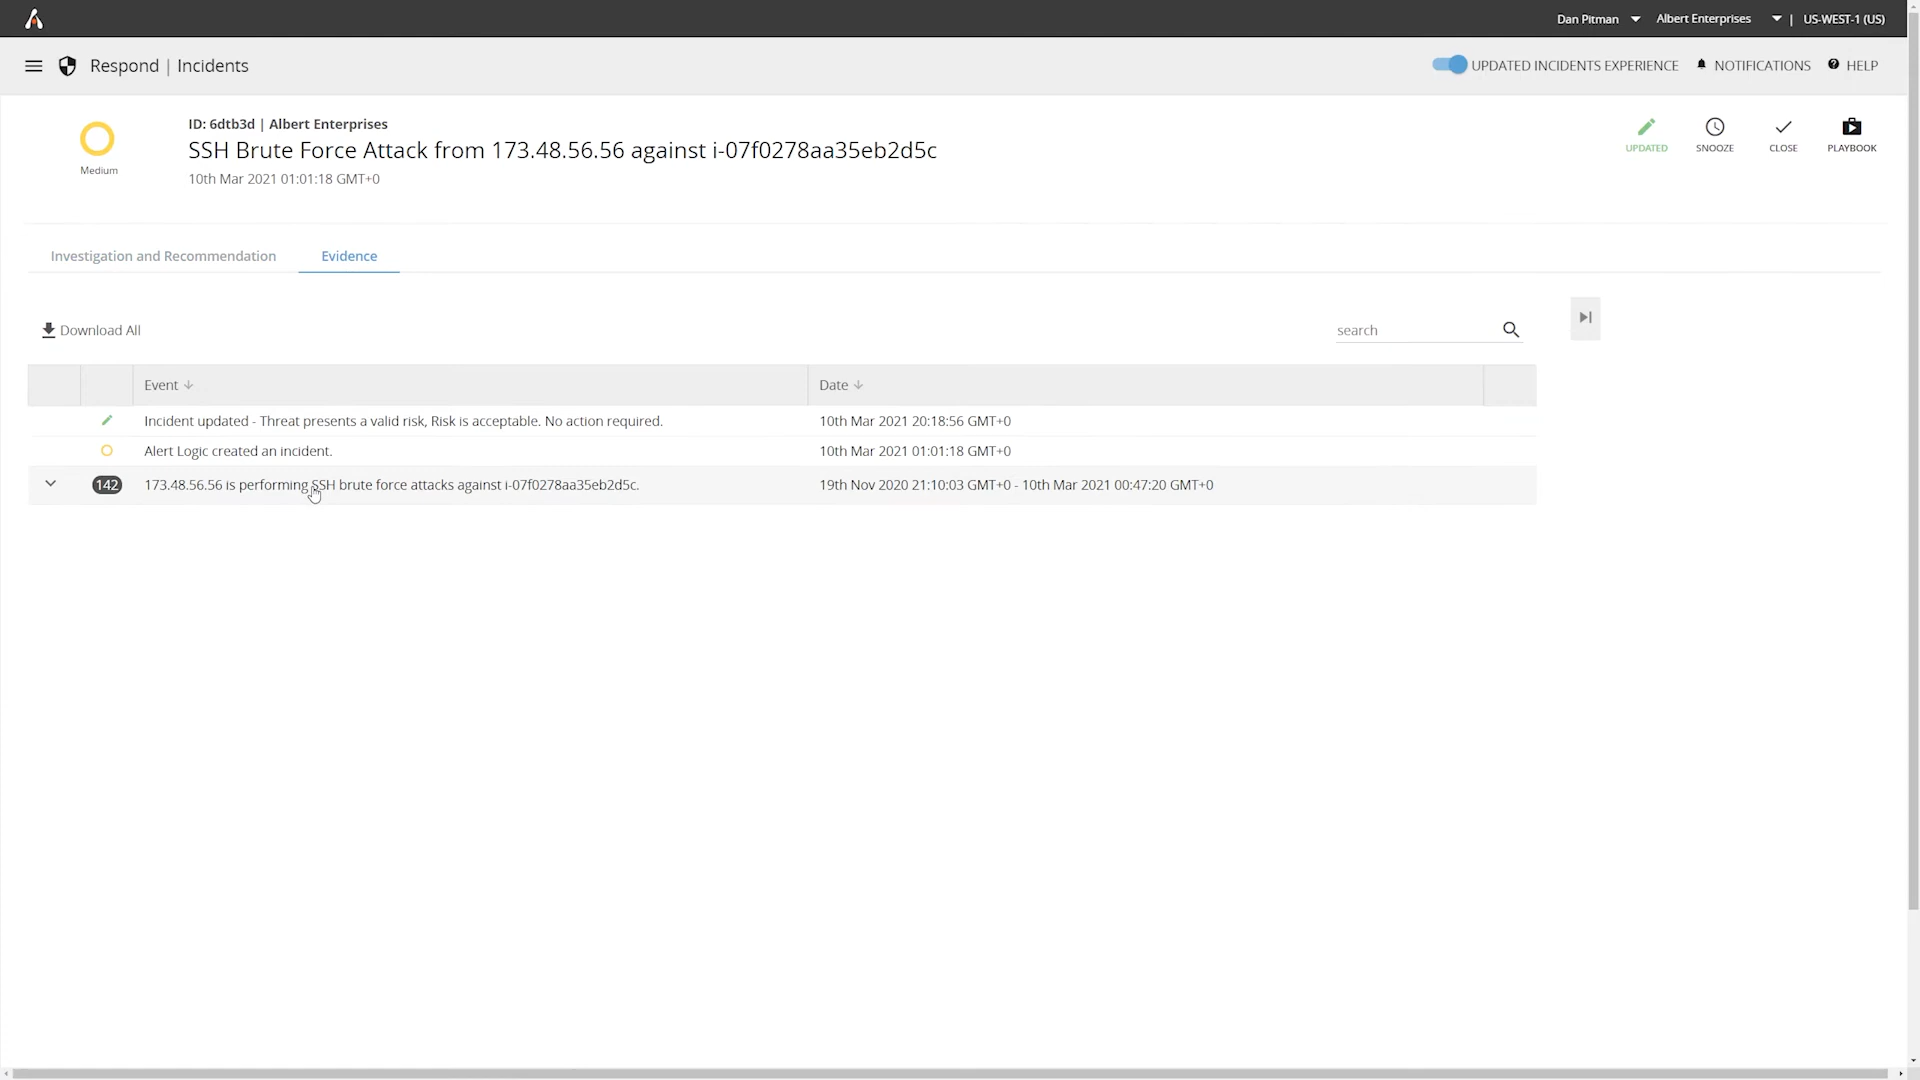 Dan Pitman Albert Enterprises | US-WEST-1 (US)
Respond | Incidents UPDATED INCIDENTS EXPERIENCE NOTIFICATIONS HELP
ID: 6dtb3d | Albert Enterprises
SSH Brute Force Attack from 173.48.56.56 against i-07f0278aa35eb2d5c
10th Mar 2021 01:01:18 GMT+0
Medium
UPDATED SNOOZE CLOSE PLAYBOOK
Investigation and Recommendation Evidence
Download All search
Event Date
Incident updated - Threat presents a valid risk, Risk is acceptable. No action required. 10th Mar 2021 20:18:56 GMT+0
Alert Logic created an incident. 10th Mar 2021 01:01:18 GMT+0
142 173.48.56.56 is performing SSH brute force attacks against i-07f0278aa35eb2d5c. 19th Nov 2020 21:10:03 GMT+0 - 10th Mar 2021 00:47:20 GMT+0